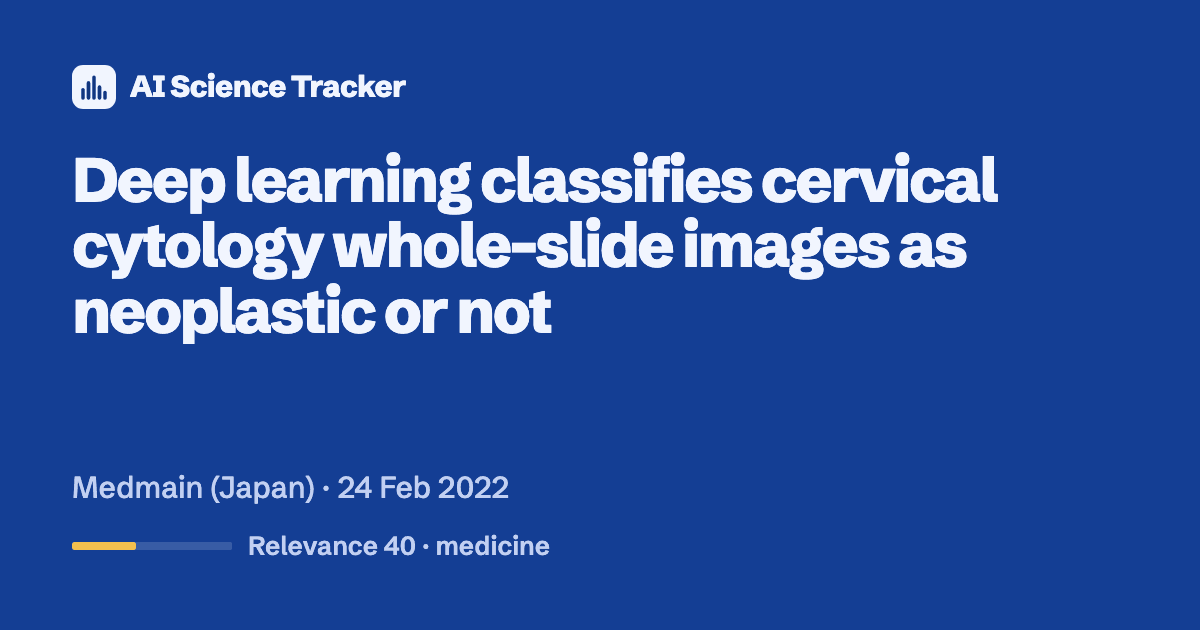 AI Science Tracker
Deep learning classifies cervical
cytology whole-slide images as
neoplastic or not
Medmain (Japan) · 24 Feb 2022
Relevance 40 · medicine